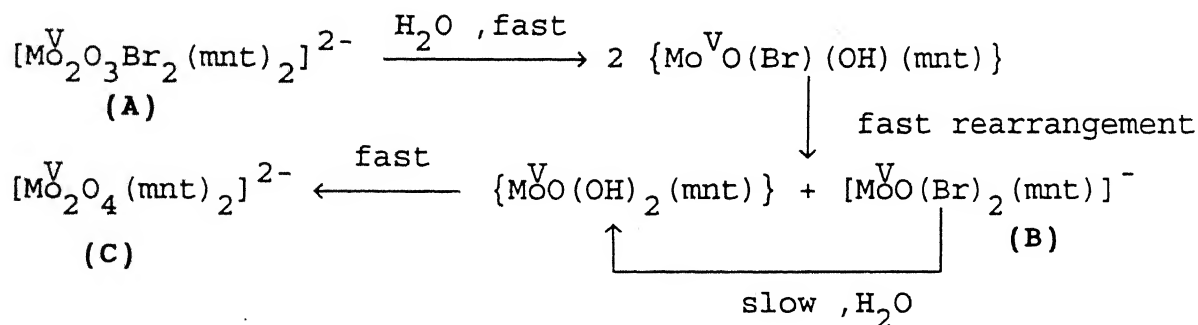 [Mo^V_2O_3Br_2(mnt)_2]^2- H_2O ,fast 2 {Mo^VO(Br)(OH)(mnt)}
(A)
fast rearrangement
[Mo^V_2O_4(mnt)_2]^2- fast {Mo^VO(OH)_2(mnt)} + [Mo^VO(Br)_2(mnt)]^-
(C) (B)
slow ,H_2O